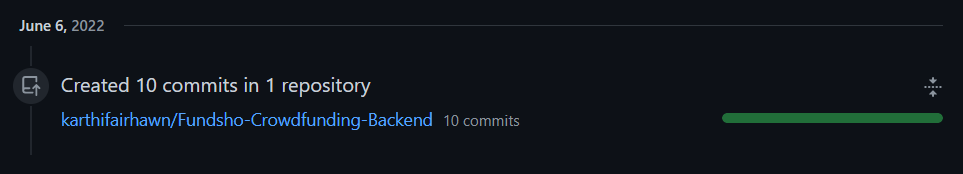 June 6, 2022
Created 10 commits in 1 repository
karthifairhawn/Fundsho-Crowdfunding-Backend 10 commits